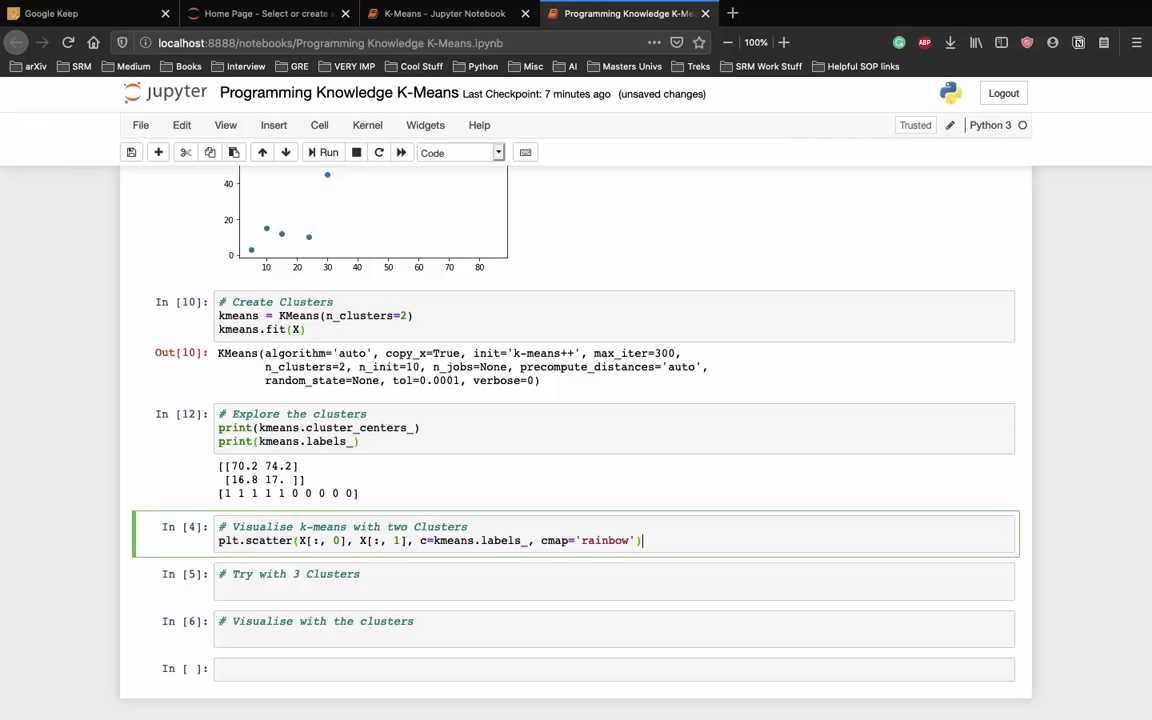 Google Keep
Home Page - Select or create a
K-Means - Jupyter Notebook
Programming Knowledge K-Me
localhost:8888/notebooks/Programming Knowledge K-Means.ipynb
100%
arXiv SRM Medium Books Interview GRE VERY IMP Cool Stuff Python Misc AI Masters Univs Treks SRM Work Stuff Helpful SOP links
jupyter Programming Knowledge K-Means Last Checkpoint: 7 minutes ago (unsaved changes) Logout
File Edit View Insert Cell Kernel Widgets Help Trusted Python 3
Run Code
40
20
0
10 20 30 40 50 60 70 80
In [10]: # Create Clusters
kmeans = KMeans(n_clusters=2)
kmeans.fit(X)
Out[10]: KMeans(algorithm='auto', copy_x=True, init='k-means++', max_iter=300,
n_clusters=2, n_init=10, n_jobs=None, precompute_distances='auto',
random_state=None, tol=0.0001, verbose=0)
In [12]: # Explore the clusters
print(kmeans.cluster_centers_)
print(kmeans.labels_)
[[70.2 74.2]
[16.8 17. ]]
[1 1 1 1 1 0 0 0 0 0]
In [4]: # Visualise k-means with two Clusters
plt.scatter(X[:, 0], X[:, 1], c=kmeans.labels_, cmap='rainbow')
In [5]: # Try with 3 Clusters
In [6]: # Visualise with the clusters
In [ ]: